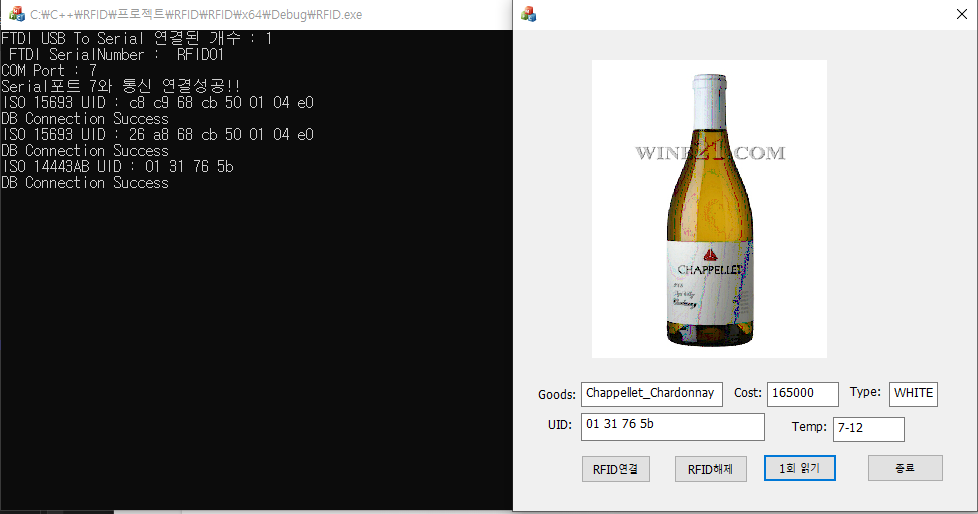 C:₩C++₩RFID₩프로젝트₩RFID₩RFID₩x64₩Debug₩RFID.exe
FTDI USB To Serial 연결된 개수 : 1
FTDI SerialNumber :  RFID01
COM Port : 7
Serial포트 7와 통신 연결성공!!
ISO 15693 UID : c8 c9 68 cb 50 01 04 e0
DB Connection Success
ISO 15693 UID : 26 a8 68 cb 50 01 04 e0
DB Connection Success
ISO 14443AB UID : 01 31 76 5b
DB Connection Success
WINE21.COM
CHAPPELLET
Chardonnay
Goods: Chappellet_Chardonnay Cost: 165000 Type: WHITE
UID: 01 31 76 5b Temp: 7-12
RFID연결 RFID해제 1회 읽기 종료